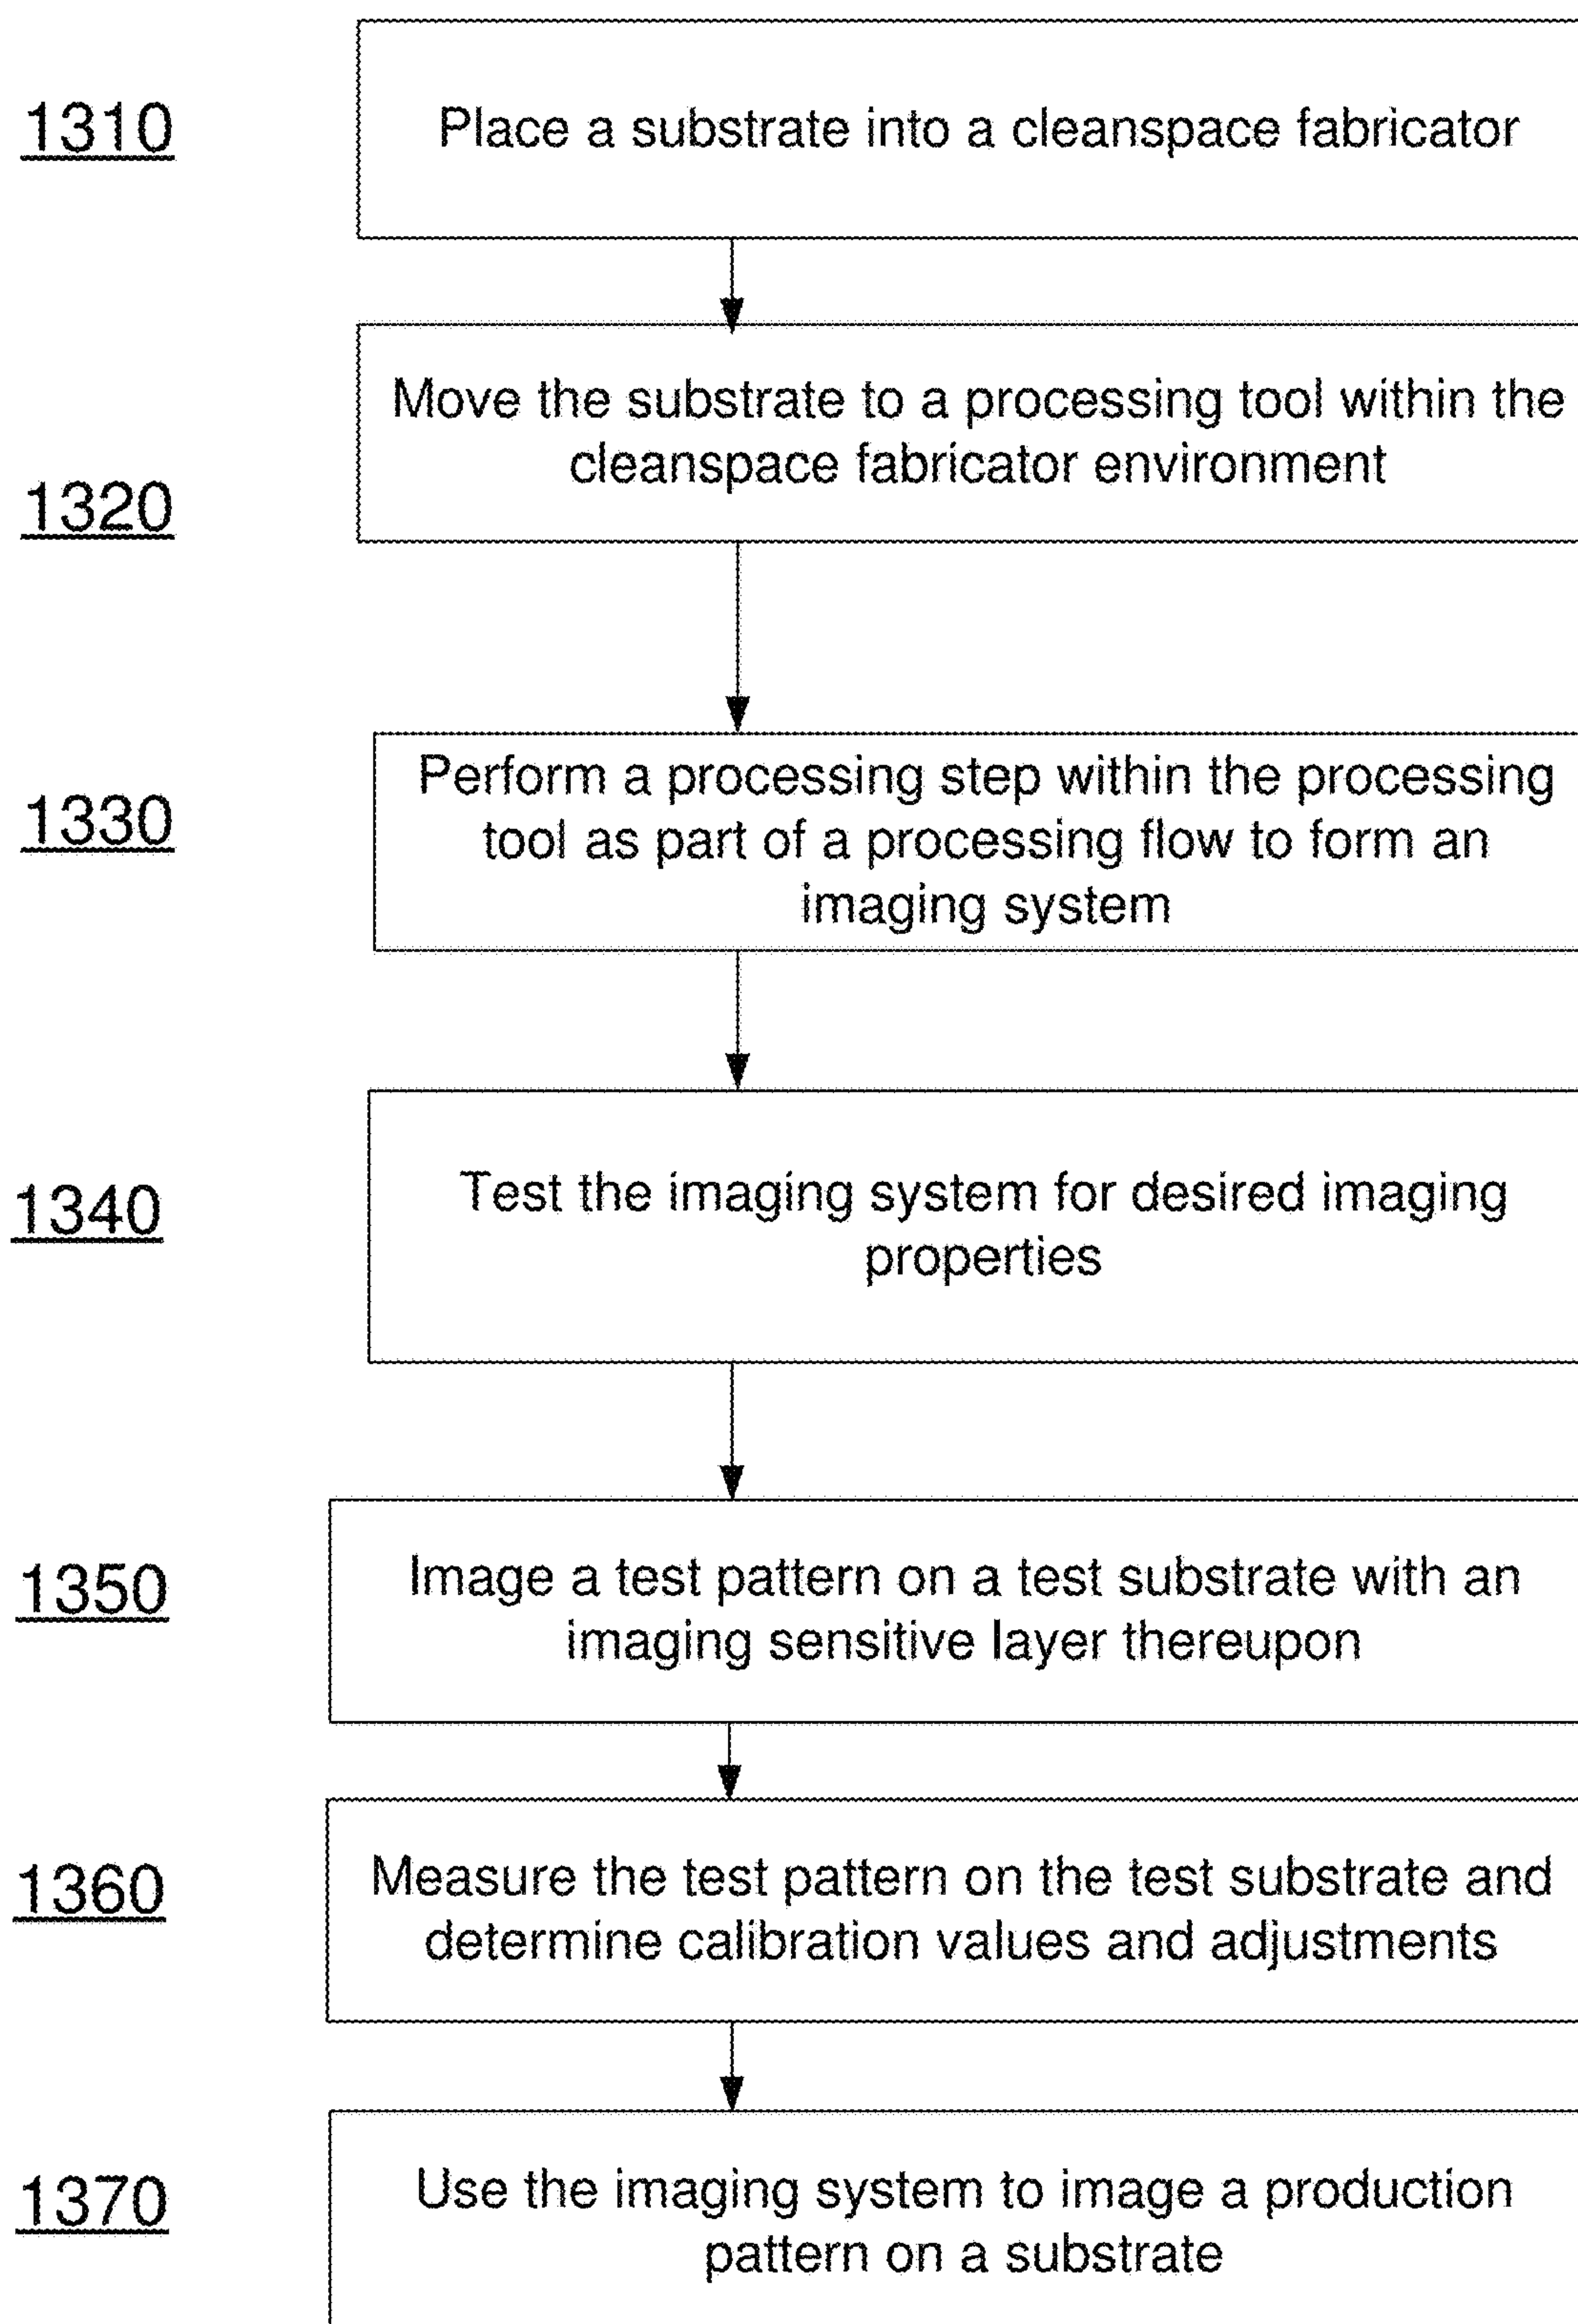 1310
Place a substrate into a cleanspace fabricator
Move the substrate to a processing tool within the
cleanspace fabricator environment
1320
Perform a processing step within the processing
tool as part of a processing flow to form an
imaging system
1330
Test the imaging system for desired imaging
properties
1340
Image a test pattern on a test substrate with an
imaging sensitive layer thereupon
1350
Measure the test pattern on the test substrate and
determine calibration values and adjustments
1360
Use the imaging system to image a production
pattern on a substrate
1370